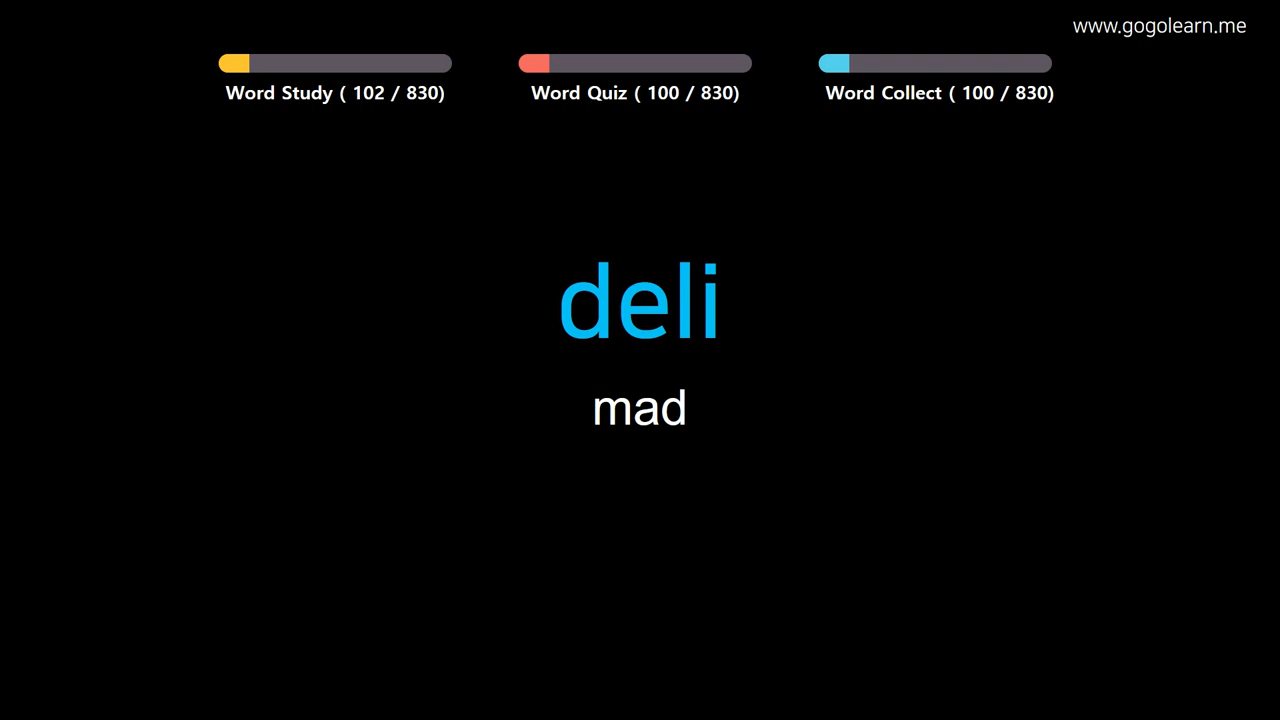 www.gogolearn.me
Word Study ( 102 / 830)
Word Quiz ( 100 / 830)
Word Collect ( 100 / 830)
deli
mad